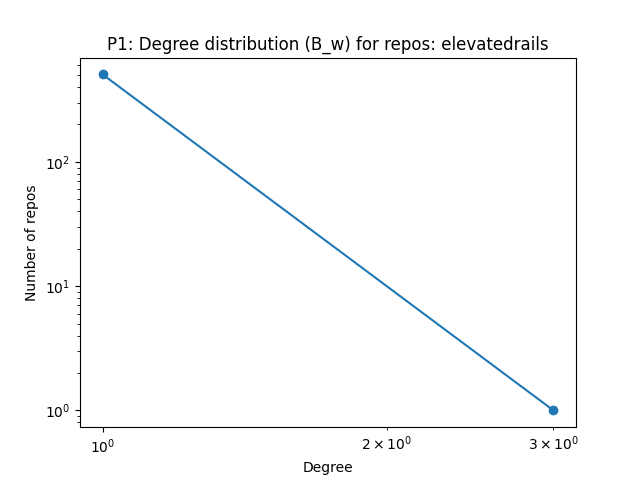 P1: Degree distribution (B_w) for repos: elevatedrails
Number of repos
10²
10¹
10⁰
10⁰
2 × 10⁰
3 × 10⁰
Degree